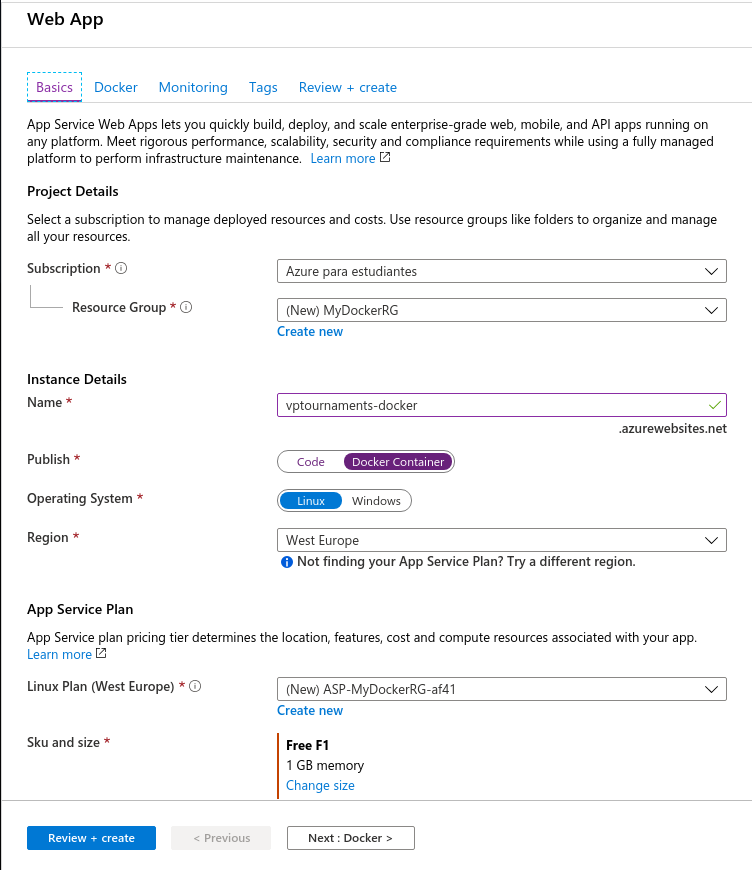 Web App
Basics Docker Monitoring Tags Review + create
App Service Web Apps lets you quickly build, deploy, and scale enterprise-grade web, mobile, and API apps running on
any platform. Meet rigorous performance, scalability, security and compliance requirements while using a fully managed
platform to perform infrastructure maintenance. Learn more
Project Details
Select a subscription to manage deployed resources and costs. Use resource groups like folders to organize and manage
all your resources.
Subscription * Azure para estudiantes
Resource Group * (New) MyDockerRG
Create new
Instance Details
Name * vptournaments-docker
.azurewebsites.net
Publish * Code Docker Container
Operating System * Linux Windows
Region * West Europe
Not finding your App Service Plan? Try a different region.
App Service Plan
App Service plan pricing tier determines the location, features, cost and compute resources associated with your app.
Learn more
Linux Plan (West Europe) * (New) ASP-MyDockerRG-af41
Create new
Sku and size * Free F1
1 GB memory
Change size
Review + create < Previous Next : Docker >